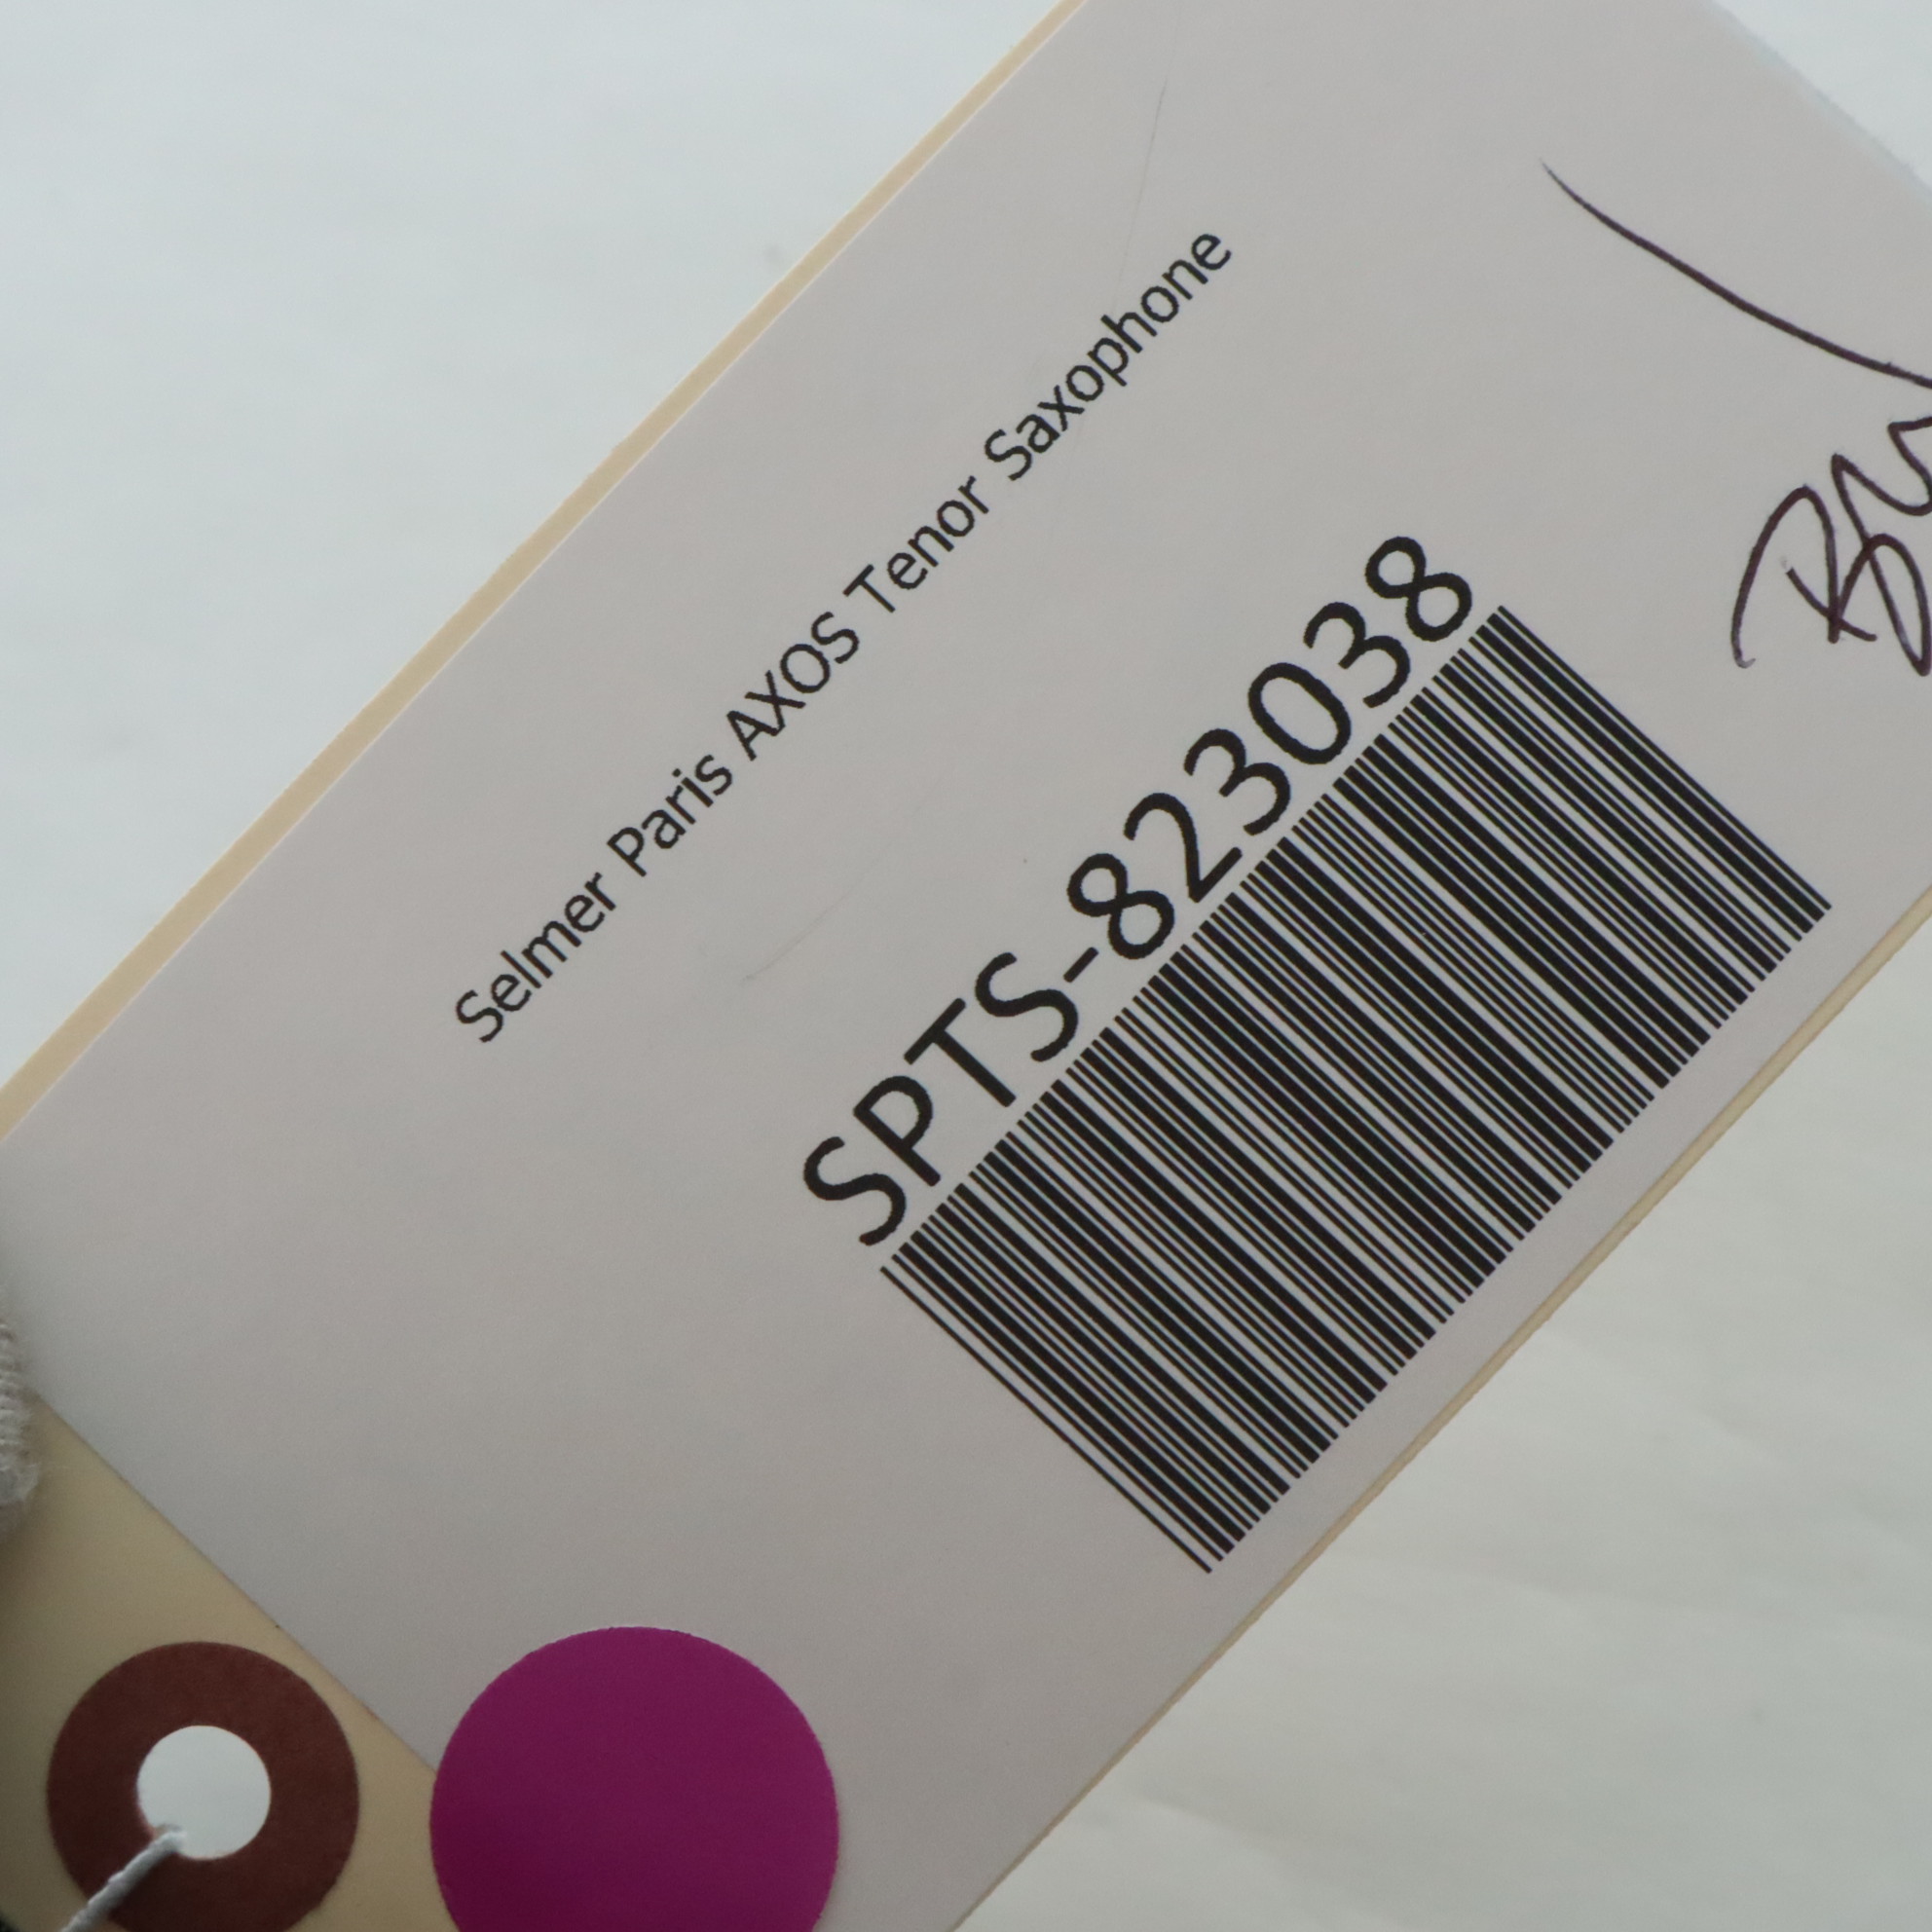 Selmer Paris AXOS Tenor Saxophone
SPTS-823038